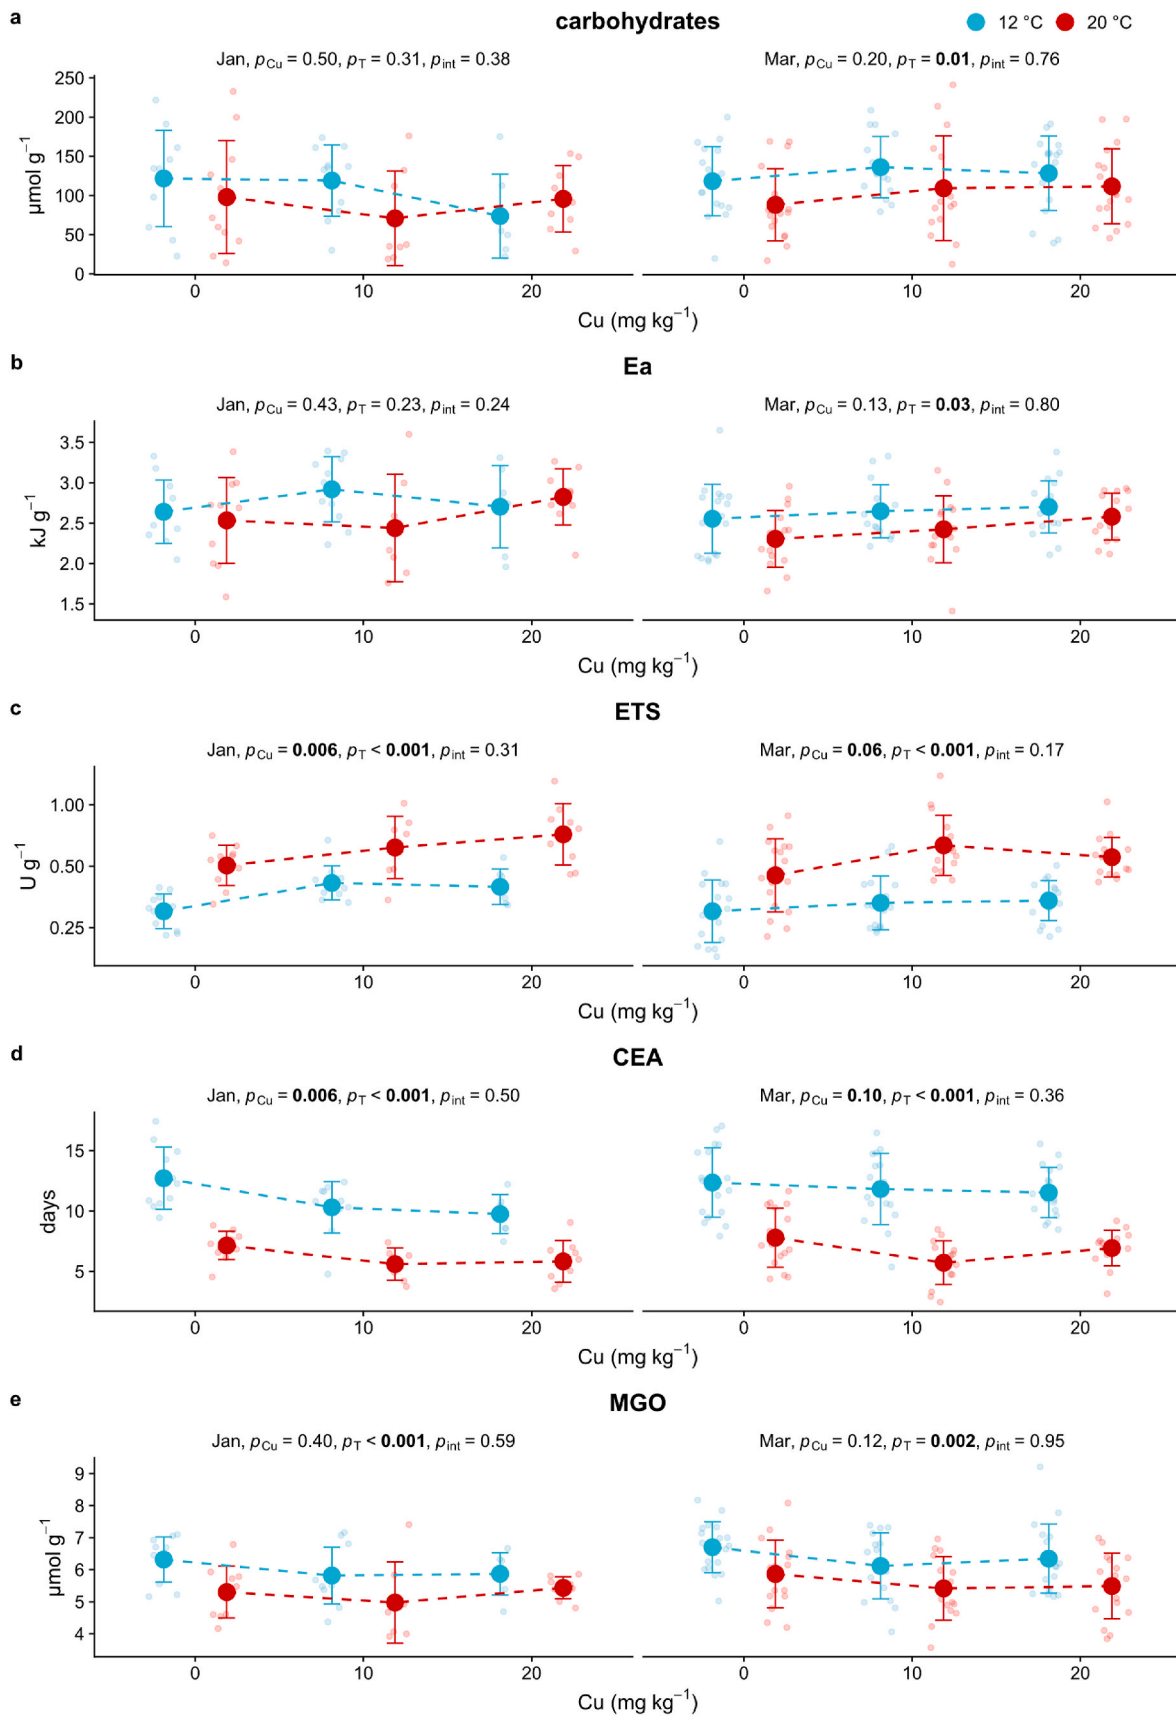 a
carbohydrates
12 °C 20 °C
Jan, pCu = 0.50, pT = 0.31, pint = 0.38
Mar, pCu = 0.20, pT = 0.01, pint = 0.76
µmol g−1
250
200
150
100
50
0
0 10 20
0 10 20
Cu (mg kg−1)
b
Ea
Jan, pCu = 0.43, pT = 0.23, pint = 0.24
Mar, pCu = 0.13, pT = 0.03, pint = 0.80
kJ g−1
3.5
3.0
2.5
2.0
1.5
0 10 20
0 10 20
Cu (mg kg−1)
c
ETS
Jan, pCu = 0.006, pT < 0.001, pint = 0.31
Mar, pCu = 0.06, pT < 0.001, pint = 0.17
U g−1
1.00
0.50
0.25
0 10 20
0 10 20
Cu (mg kg−1)
d
CEA
Jan, pCu = 0.006, pT < 0.001, pint = 0.50
Mar, pCu = 0.10, pT < 0.001, pint = 0.36
days
15
10
5
0 10 20
0 10 20
Cu (mg kg−1)
e
MGO
Jan, pCu = 0.40, pT < 0.001, pint = 0.59
Mar, pCu = 0.12, pT = 0.002, pint = 0.95
µmol g−1
9
8
7
6
5
4
0 10 20
0 10 20
Cu (mg kg−1)